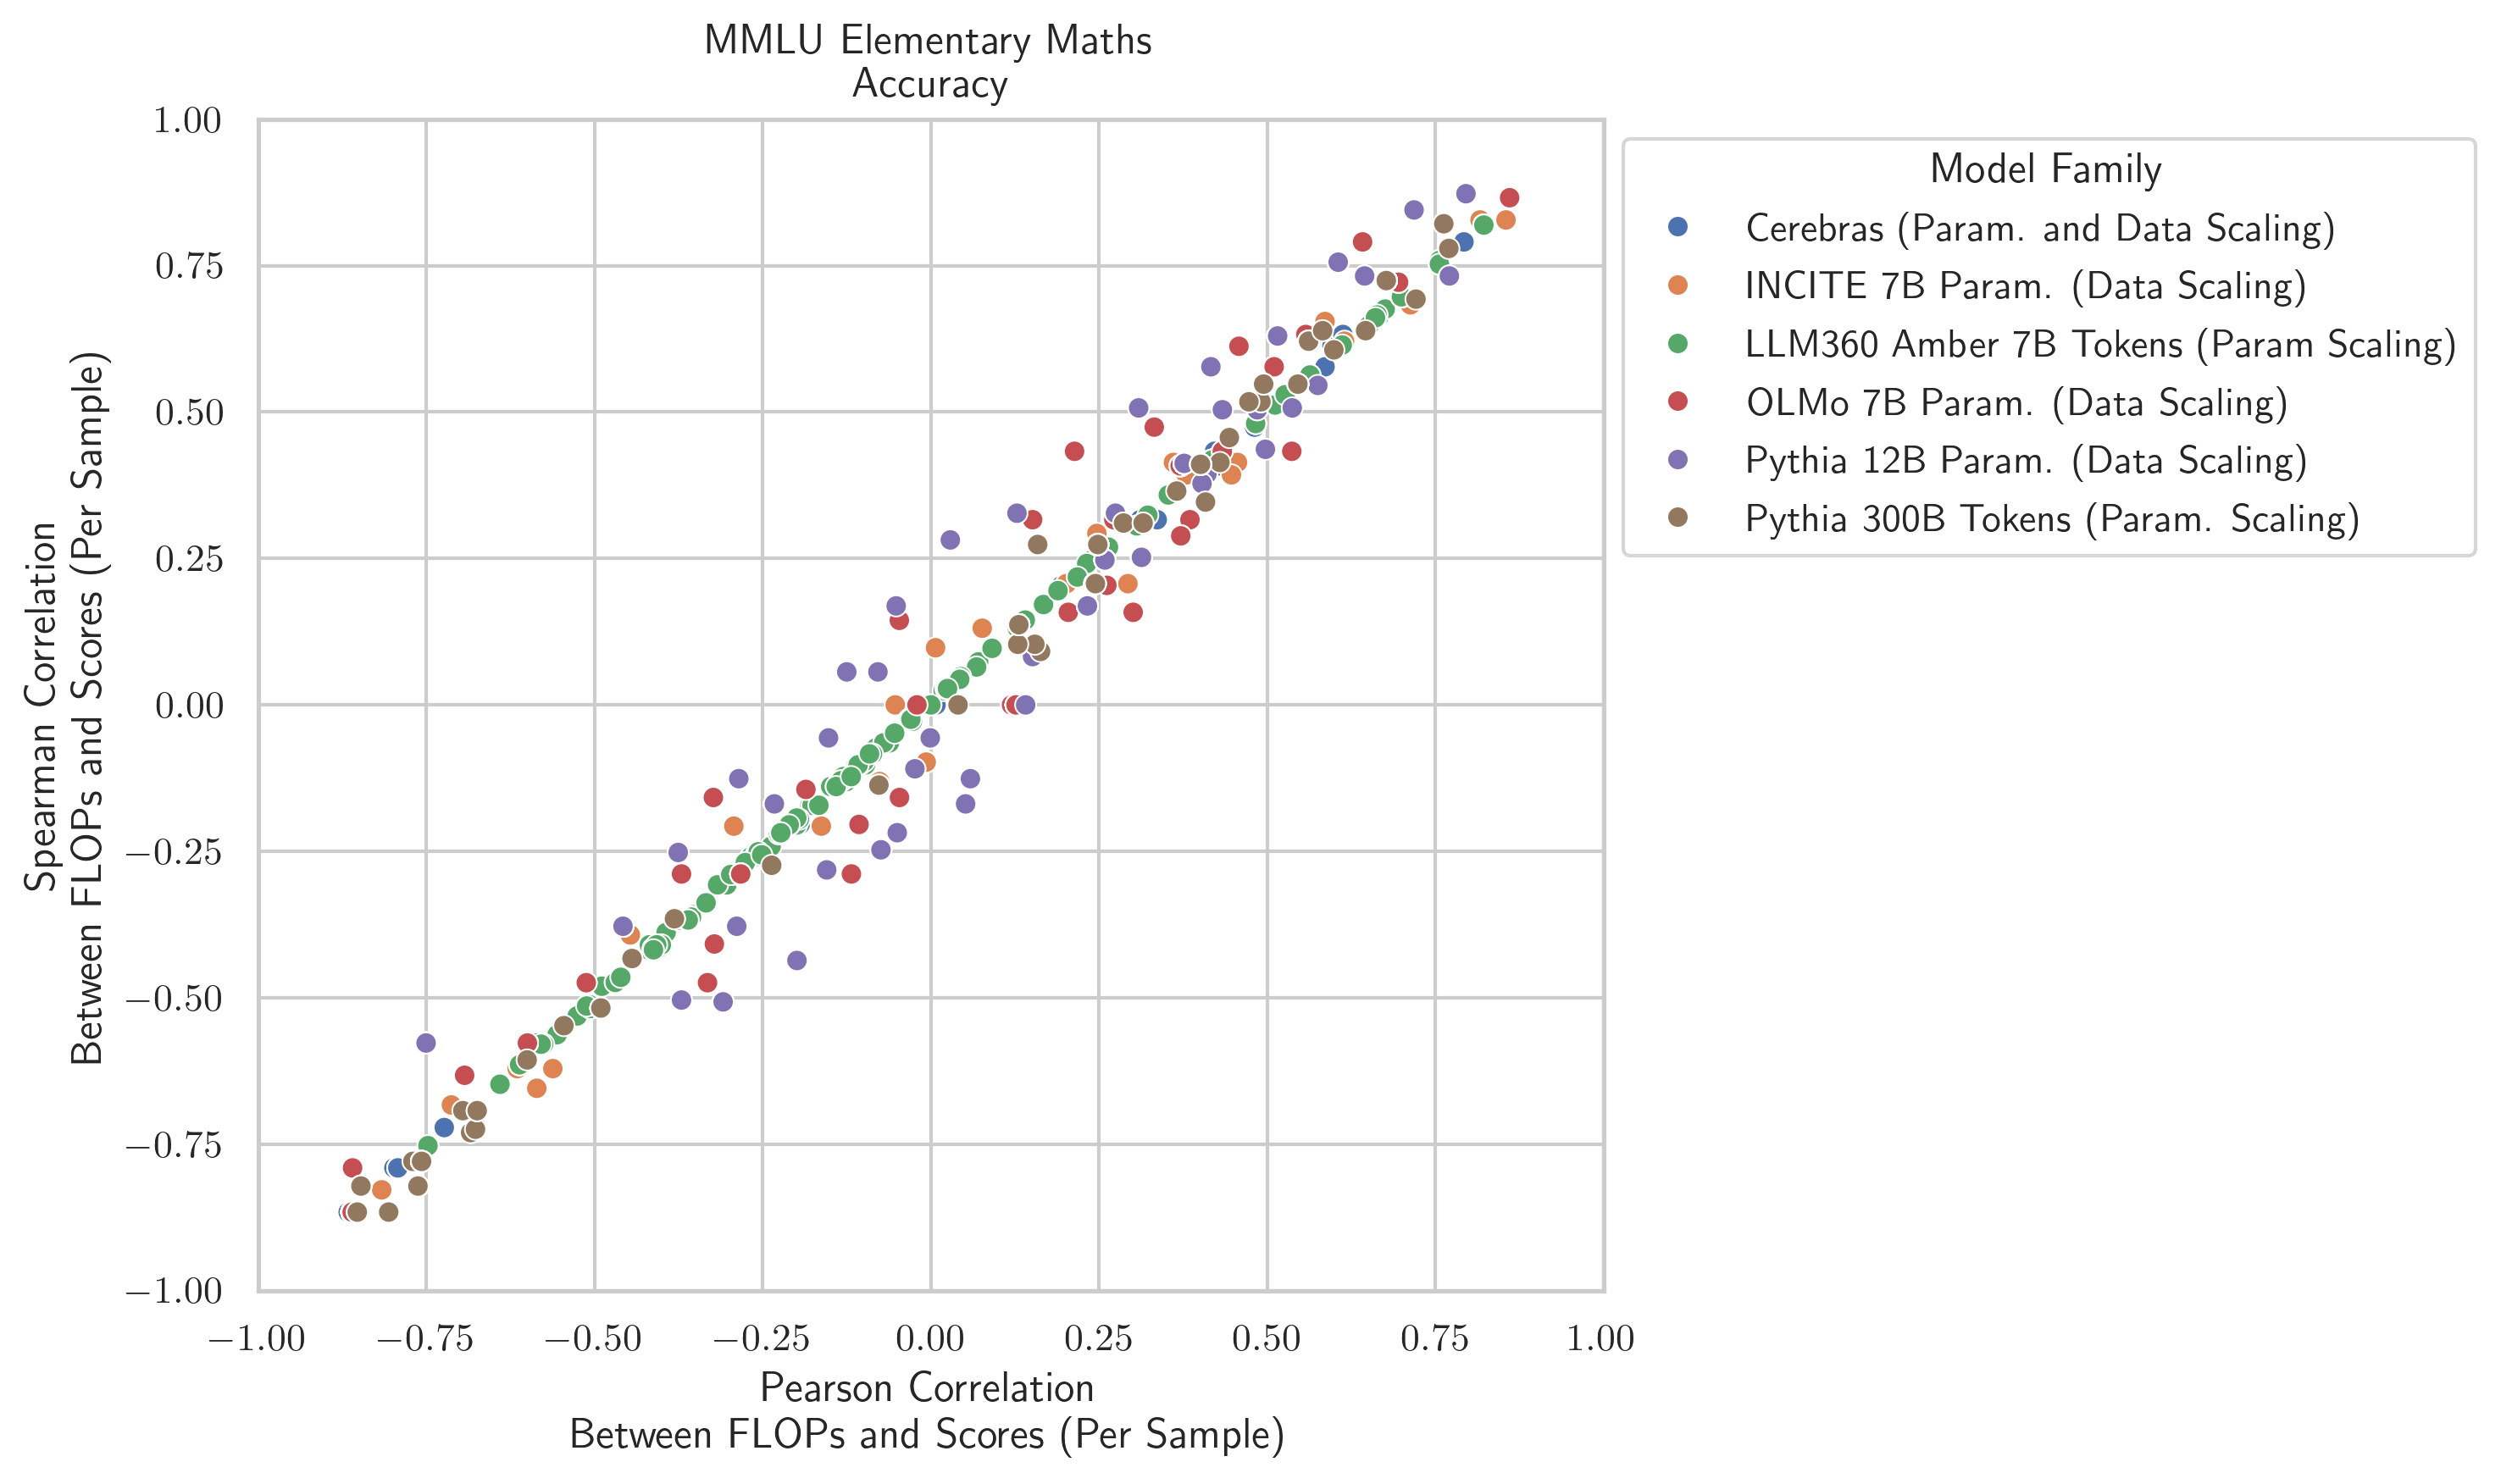 MMLU Elementary Maths
Accuracy
1.00
0.75
0.50
0.25
0.00
−0.25
−0.50
−0.75
−1.00
Spearman Correlation
Between FLOPs and Scores (Per Sample)
−1.00
−0.75
−0.50
−0.25
0.00
0.25
0.50
0.75
1.00
Pearson Correlation
Between FLOPs and Scores (Per Sample)
Model Family
Cerebras (Param. and Data Scaling)
INCITE 7B Param. (Data Scaling)
LLM360 Amber 7B Tokens (Param Scaling)
OLMo 7B Param. (Data Scaling)
Pythia 12B Param. (Data Scaling)
Pythia 300B Tokens (Param. Scaling)